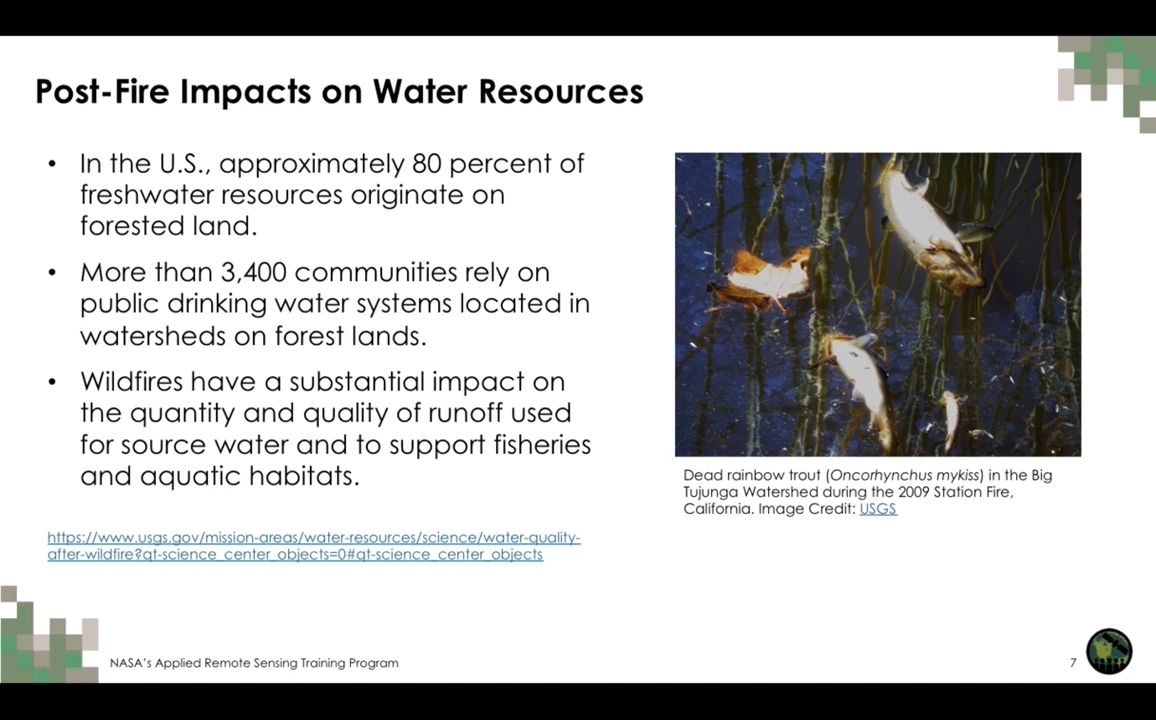 Post-Fire Impacts on Water Resources
• In the U.S., approximately 80 percent of
freshwater resources originate on
forested land.
• More than 3,400 communities rely on
public drinking water systems located in
watersheds on forest lands.
• Wildfires have a substantial impact on
the quantity and quality of runoff used
for source water and to support fisheries
and aquatic habitats.
https://www.usgs.gov/mission-areas/water-resources/science/water-quality-
after-wildfire?qt-science_center_objects=0#qt-science_center_objects
Dead rainbow trout (Oncorhynchus mykiss) in the Big
Tujunga Watershed during the 2009 Station Fire,
California. Image Credit: USGS
NASA's Applied Remote Sensing Training Program
7